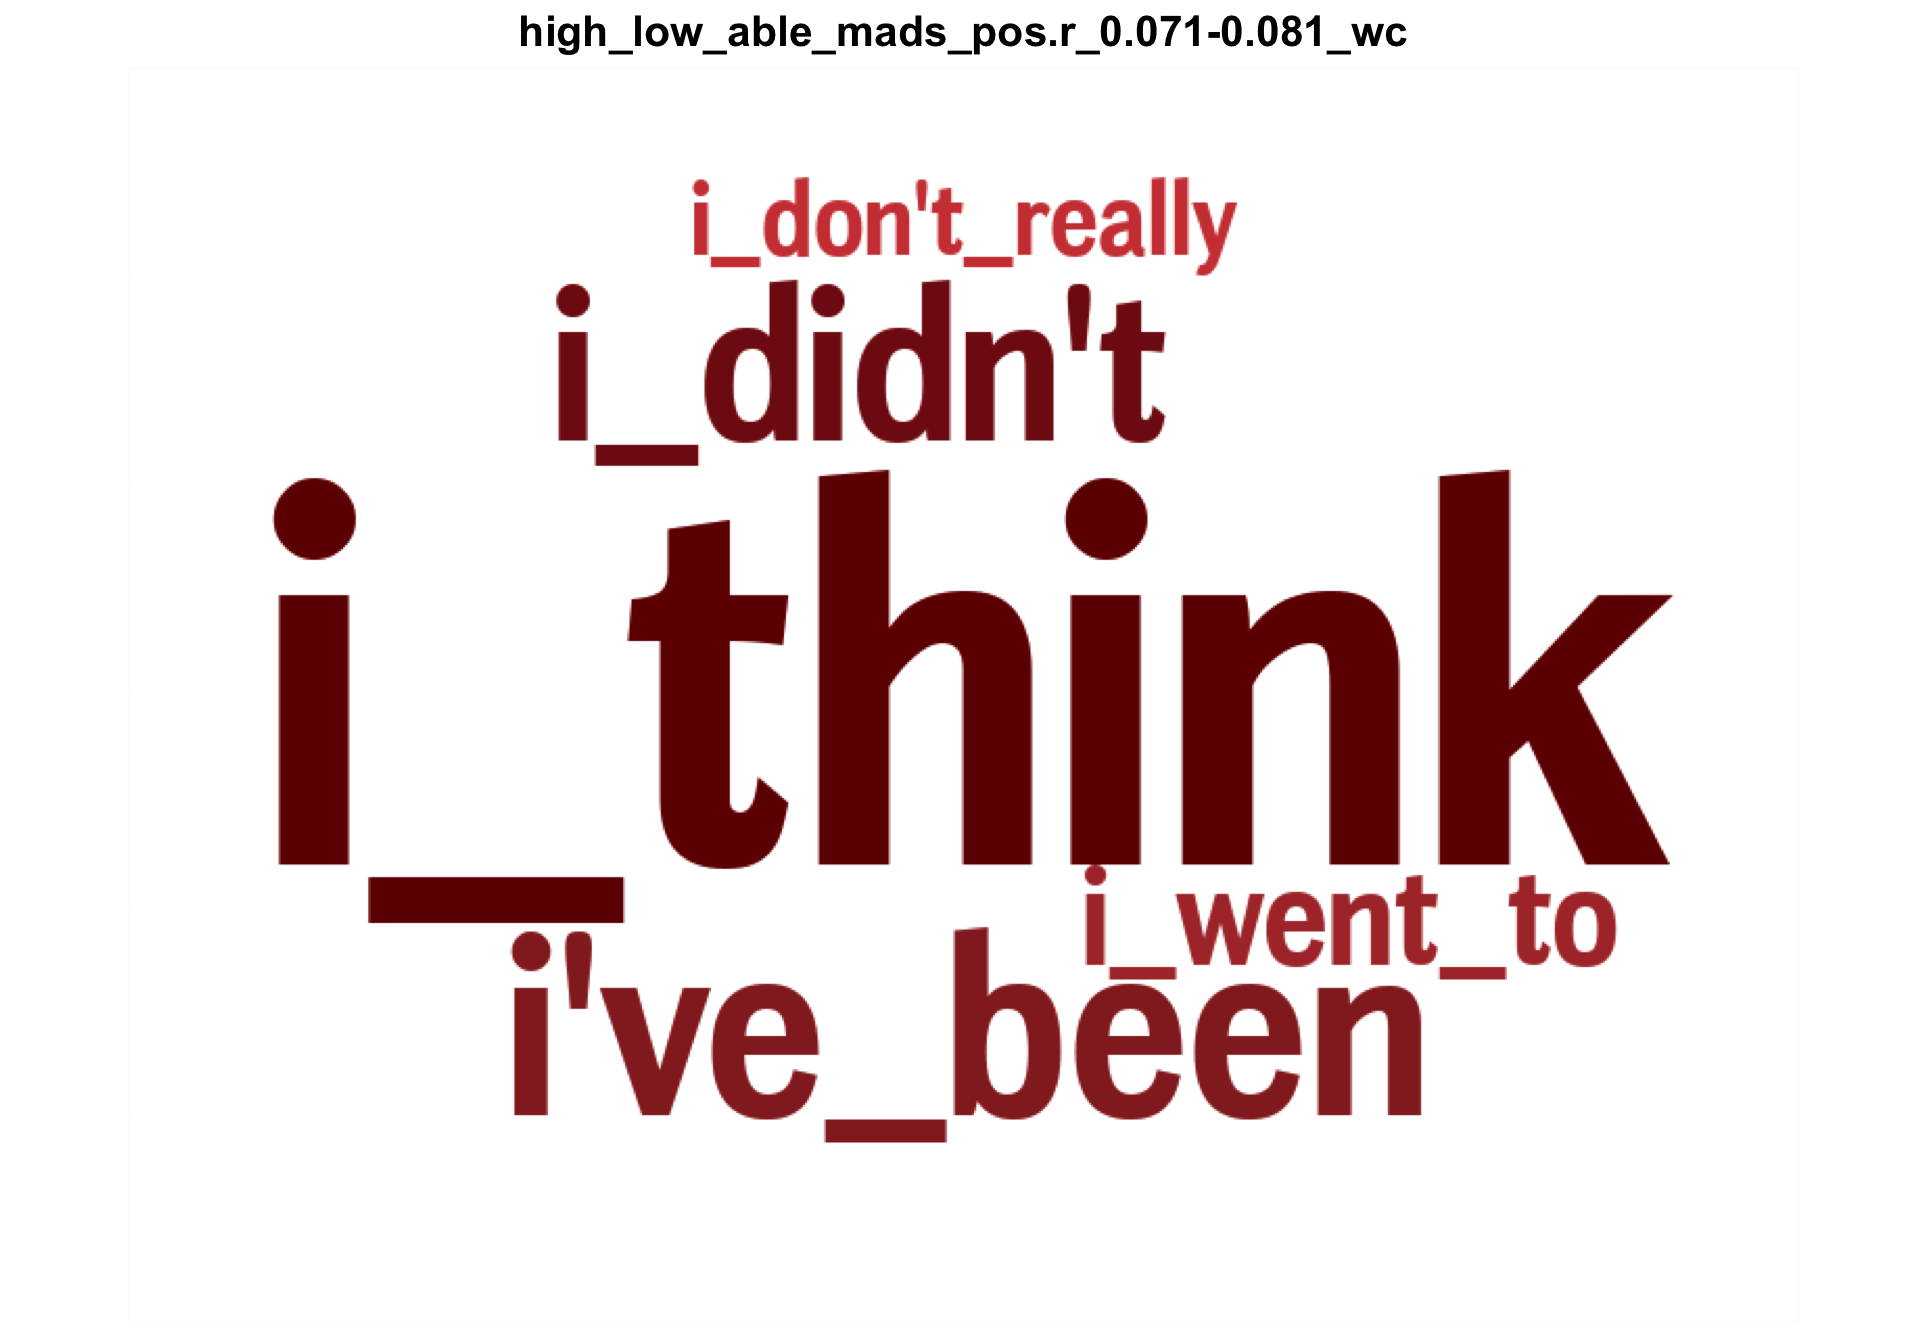 high_low_able_mads_pos.r_0.071-0.081_wc
i_don't_really
i_didn't
i_think
i_went_to
i've_been